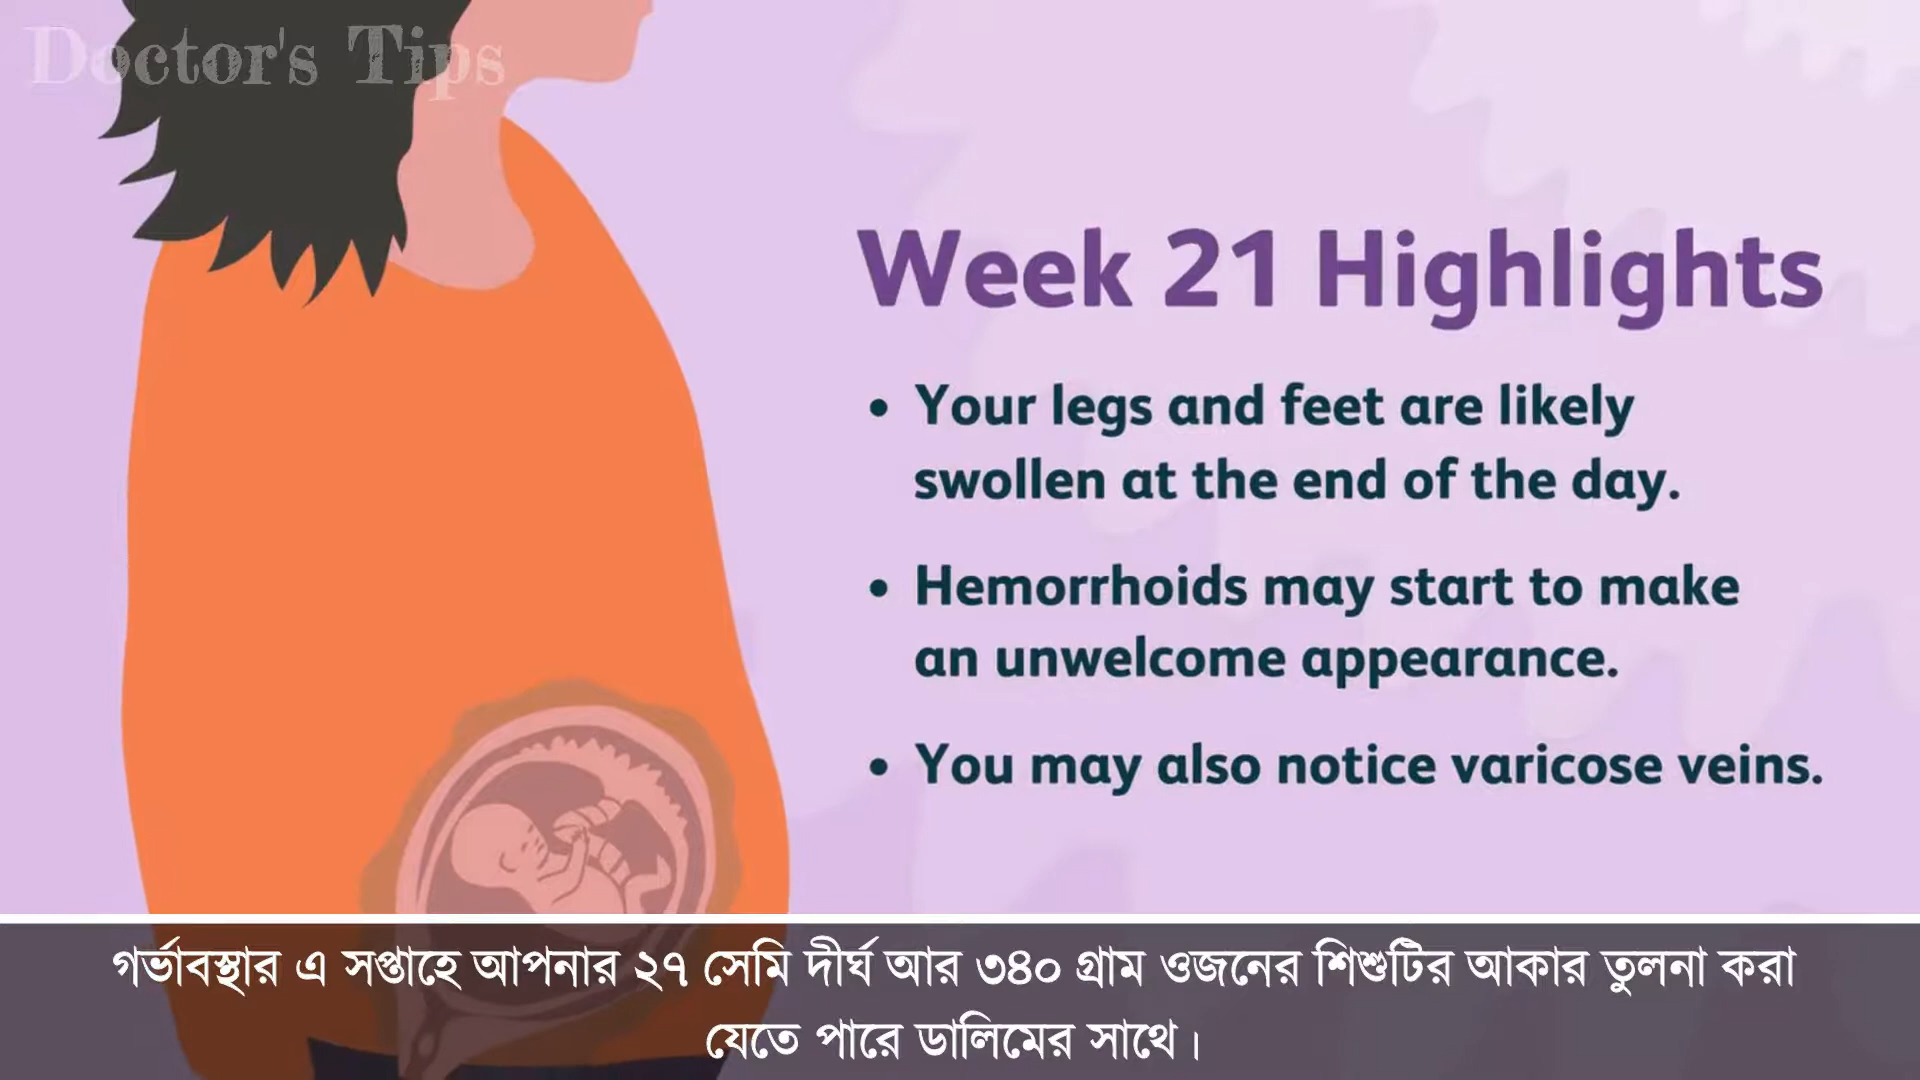 Doctor's Tips
Week 21 Highlights
• Your legs and feet are likely
swollen at the end of the day.
• Hemorrhoids may start to make
an unwelcome appearance.
• You may also notice varicose veins.
গর্ভাবস্থার এ সপ্তাহে আপনার ২৭ সেমি দীর্ঘ আর ৩৪০ গ্রাম ওজনের শিশুটির আকার তুলনা করা
যেতে পারে ডালিমের সাথে।